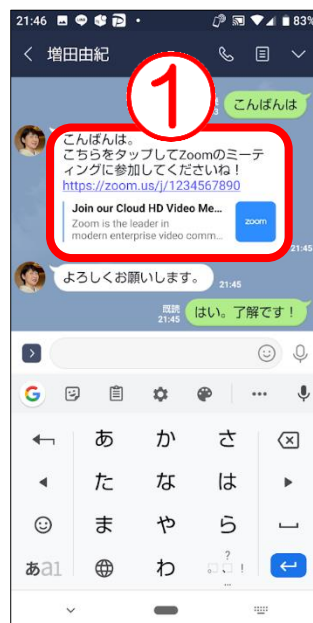 21:46 83%
増田由紀
こんばんは
こんばんは。
こちらをタップしてZoomのミーテ
ィングに参加してくださいね！
https://zoom.us/j/1234567890
Join our Cloud HD Video Me...
Zoom is the leader in
modern enterprise video comm...
zoom
21:45
1
よろしくお願いします。 21:45
既読
21:45 はい。了解です！
G
あ か さ
た な は
ま や ら
あa1 わ 、。?!